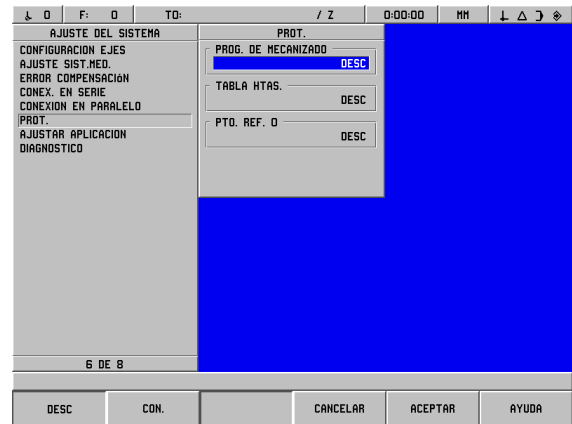 0 F: 0 TO: / Z 0:00:00 MM
AJUSTE DEL SISTEMA
CONFIGURACION EJES
AJUSTE SIST.MED.
ERROR COMPENSACIóN
CONEX. EN SERIE
CONEXION EN PARALELO
PROT.
AJUSTAR APLICACION
DIAGNOSTICO
6 DE 8
PROT.
PROG. DE MECANIZADO
DESC
TABLA HTAS.
DESC
PTO. REF. 0
DESC
DESC CON. CANCELAR ACEPTAR AYUDA